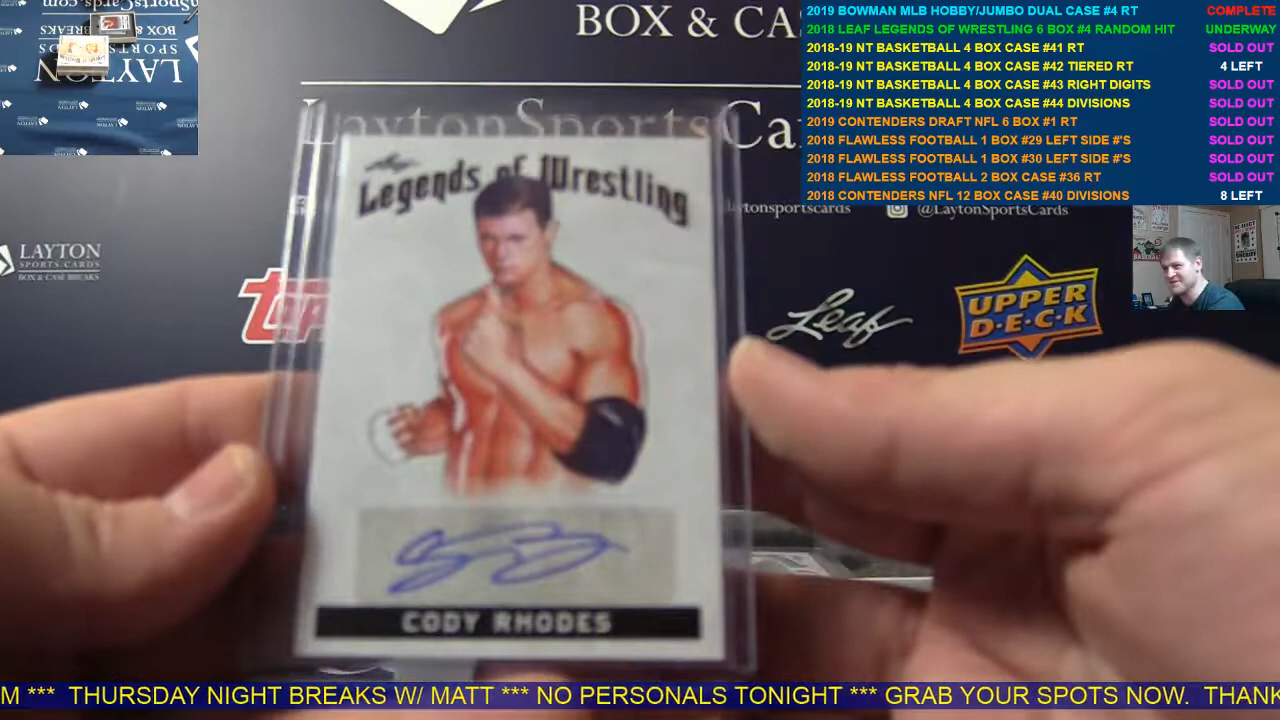 2019 BOWMAN MLB HOBBY/JUMBO DUAL CASE #4 RT COMPLETE
2018 LEAF LEGENDS OF WRESTLING 6 BOX #4 RANDOM HIT UNDERWAY
2018-19 NT BASKETBALL 4 BOX CASE #41 RT SOLD OUT
2018-19 NT BASKETBALL 4 BOX CASE #42 TIERED RT 4 LEFT
2018-19 NT BASKETBALL 4 BOX CASE #43 RIGHT DIGITS SOLD OUT
2018-19 NT BASKETBALL 4 BOX CASE #44 DIVISIONS SOLD OUT
2019 CONTENDERS DRAFT NFL 6 BOX #1 RT SOLD OUT
2018 FLAWLESS FOOTBALL 1 BOX #29 LEFT SIDE #'S SOLD OUT
2018 FLAWLESS FOOTBALL 1 BOX #30 LEFT SIDE #'S SOLD OUT
2018 FLAWLESS FOOTBALL 2 BOX CASE #36 RT SOLD OUT
2018 CONTENDERS NFL 12 BOX CASE #40 DIVISIONS 8 LEFT
BOX & CA
LaytonSportsCa
LAYTON
aytonsportscards @LaytonSportsCards
LAYTON
SPORTS CARDS
BOX & CASE BREAKS
Leaf
Legends of Wrestling
Leaf
UPPER
D·E·C·K
CODY RHODES
M *** THURSDAY NIGHT BREAKS W/ MATT *** NO PERSONALS TONIGHT *** GRAB YOUR SPOTS NOW. THANK